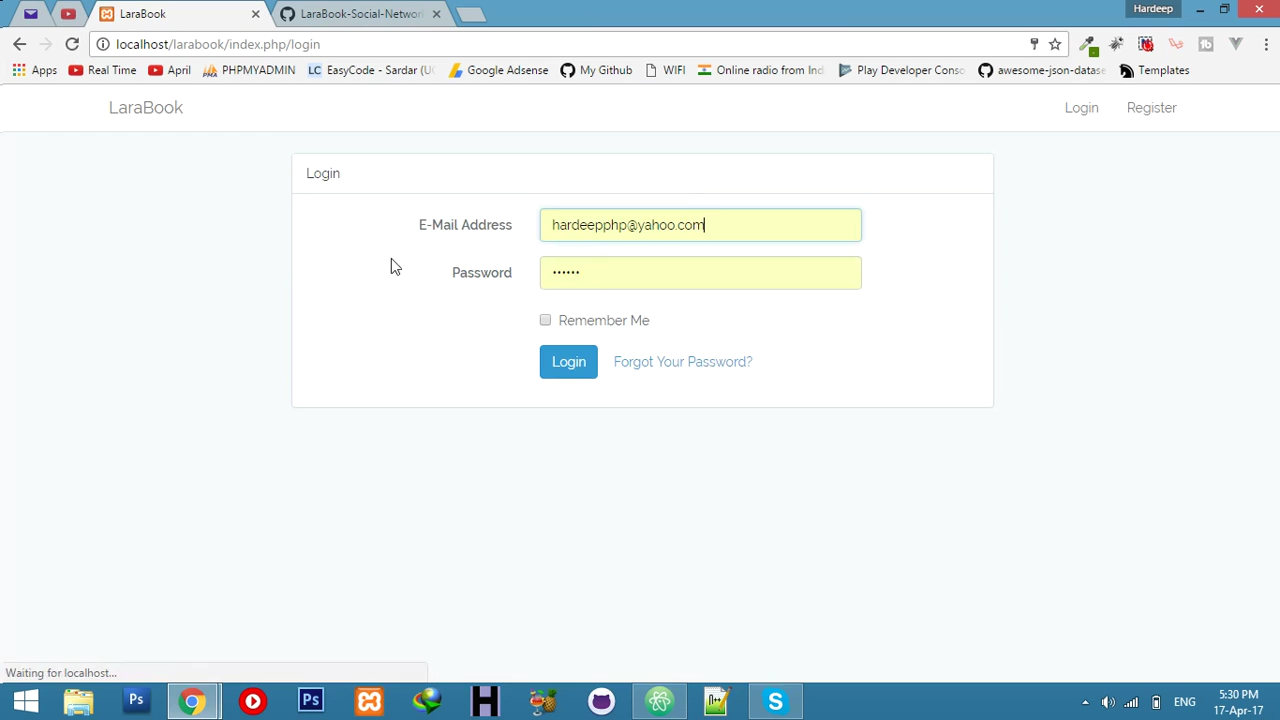 LaraBook
LaraBook-Social-Networ
Hardeep
localhost/larabook/index.php/login
Apps
Real Time
April
PHPMYADMIN
LC EasyCode - Sardar (U
Google Adsense
My Github
WIFI
Online radio from Ind
Play Developer Conso
awesome-json-datase
Templates
LaraBook
Login
Register
Login
E-Mail Address
hardeepphp@yahoo.com
Password
••••••
Remember Me
Login
Forgot Your Password?
Waiting for localhost...
Ps
Ps
ENG
5:30 PM
17-Apr-17